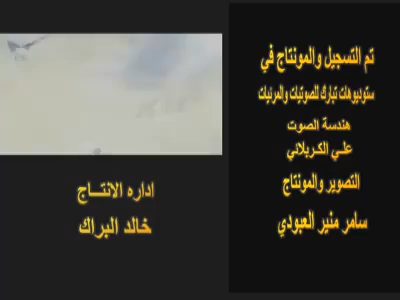 تم التسجيل والمونتاج في
ستوديوهات تبارك للصوتيات والمرئيات
هندسة الصوت
علي الكربلائي
التصوير والمونتاج
سامر منير العبودي
اداره الانتاج
خالد البراك